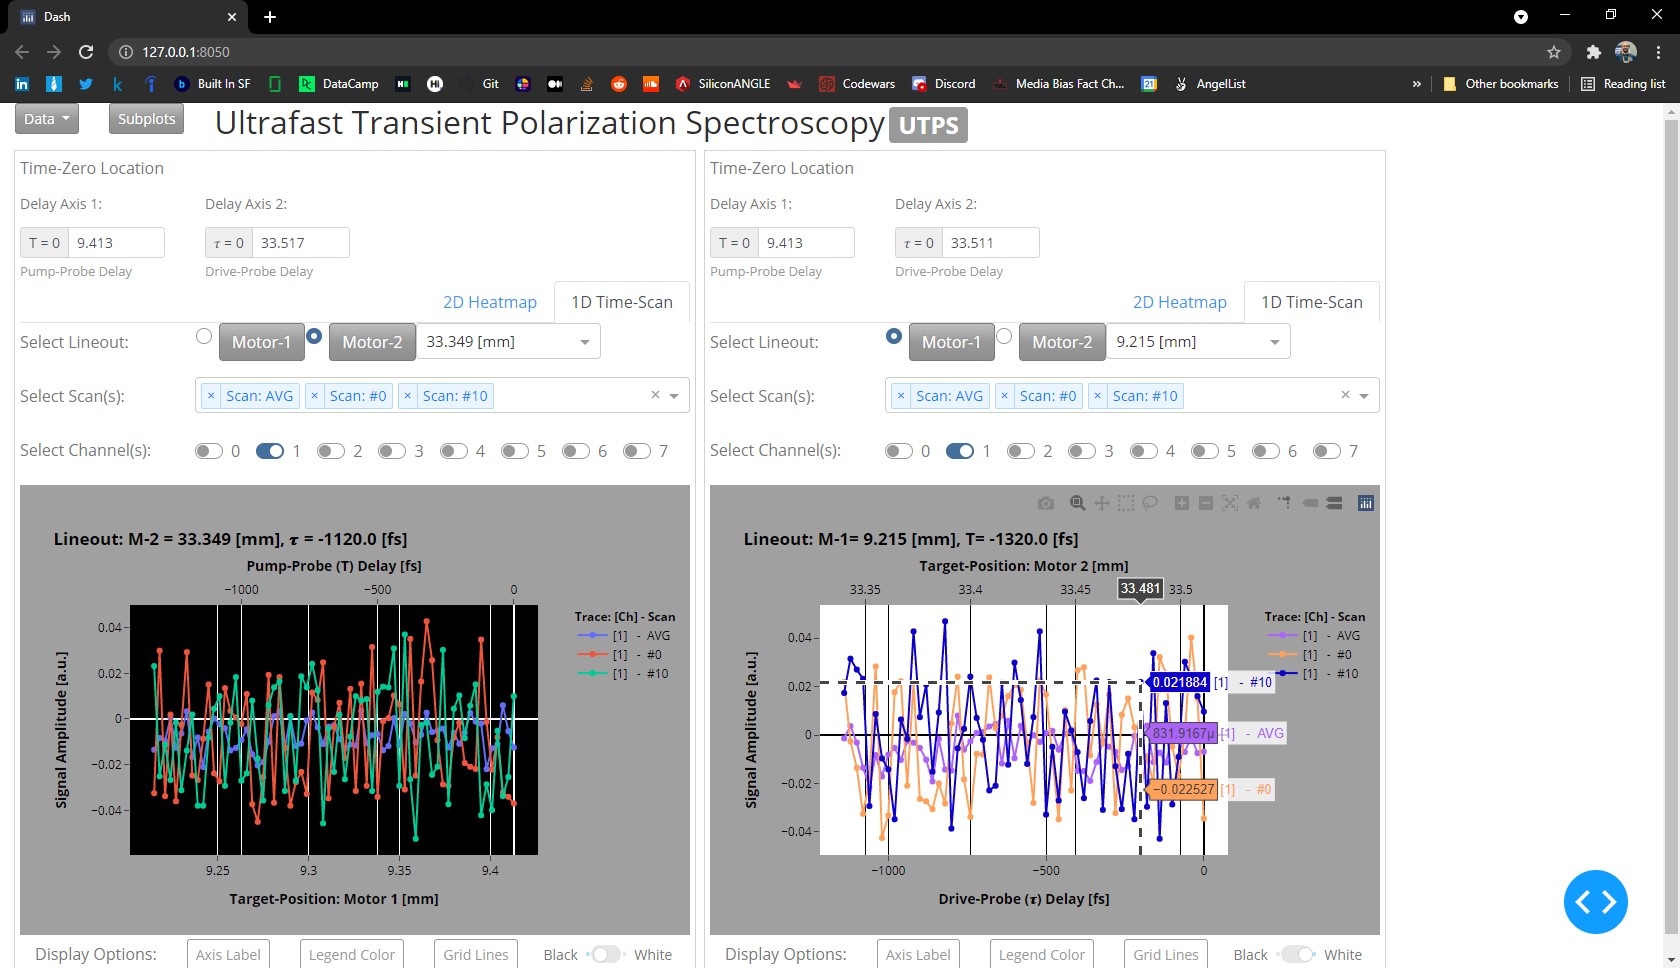 Dash
127.0.0.1:8050
Built In SF
DataCamp
Git
SiliconANGLE
Codewars
Discord
Media Bias Fact Ch...
21
AngelList
»
Other bookmarks
Reading list
Data
Subplots
Ultrafast Transient Polarization Spectroscopy UTPS
Time-Zero Location
Delay Axis 1:
Delay Axis 2:
T = 0
9.413
τ = 0
33.517
Pump-Probe Delay
Drive-Probe Delay
2D Heatmap
1D Time-Scan
Select Lineout:
Motor-1
Motor-2
33.349 [mm]
Select Scan(s):
× Scan: AVG
× Scan: #0
× Scan: #10
×
Select Channel(s):
0 1 2 3 4 5 6 7
Lineout: M-2 = 33.349 [mm], τ = -1120.0 [fs]
Pump-Probe (T) Delay [fs]
−1000 −500 0
Signal Amplitude [a.u.]
0.04
0.02
0
−0.02
−0.04
9.25 9.3 9.35 9.4
Target-Position: Motor 1 [mm]
Trace: [Ch] - Scan
[1] - AVG
[1] - #0
[1] - #10
Display Options:
Axis Label
Legend Color
Grid Lines
Black
White
Time-Zero Location
Delay Axis 1:
Delay Axis 2:
T = 0
9.413
τ = 0
33.511
Pump-Probe Delay
Drive-Probe Delay
2D Heatmap
1D Time-Scan
Select Lineout:
Motor-1
Motor-2
9.215 [mm]
Select Scan(s):
× Scan: AVG
× Scan: #0
× Scan: #10
×
Select Channel(s):
0 1 2 3 4 5 6 7
Lineout: M-1= 9.215 [mm], T= -1320.0 [fs]
Target-Position: Motor 2 [mm]
33.35 33.4 33.45 33.481 33.5
Signal Amplitude [a.u.]
0.04
0.02
0
−0.02
−0.04
0.021884 [1] - #10
831.9167μ [1] - AVG
−0.022527 [1] - #0
−1000 −500 0
Drive-Probe (τ) Delay [fs]
Trace: [Ch] - Scan
[1] - AVG
[1] - #0
[1] - #10
Display Options:
Axis Label
Legend Color
Grid Lines
Black
White